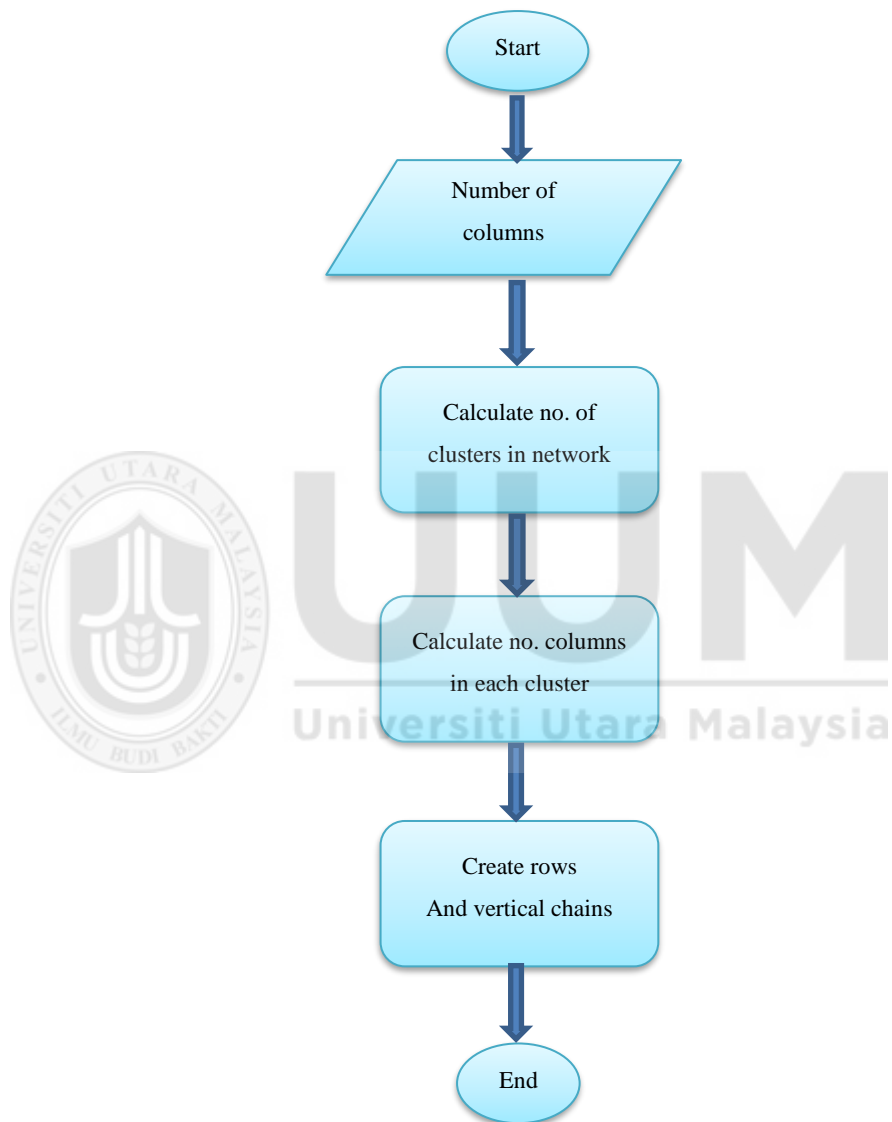 Start
Number of
columns
Calculate no. of
clusters in network
UUM
UNIVERSITI UTARA MALAYSIA
ILMU BUDI BAKTI
Calculate no. columns
in each cluster
Universiti Utara Malaysia
Create rows
And vertical chains
End